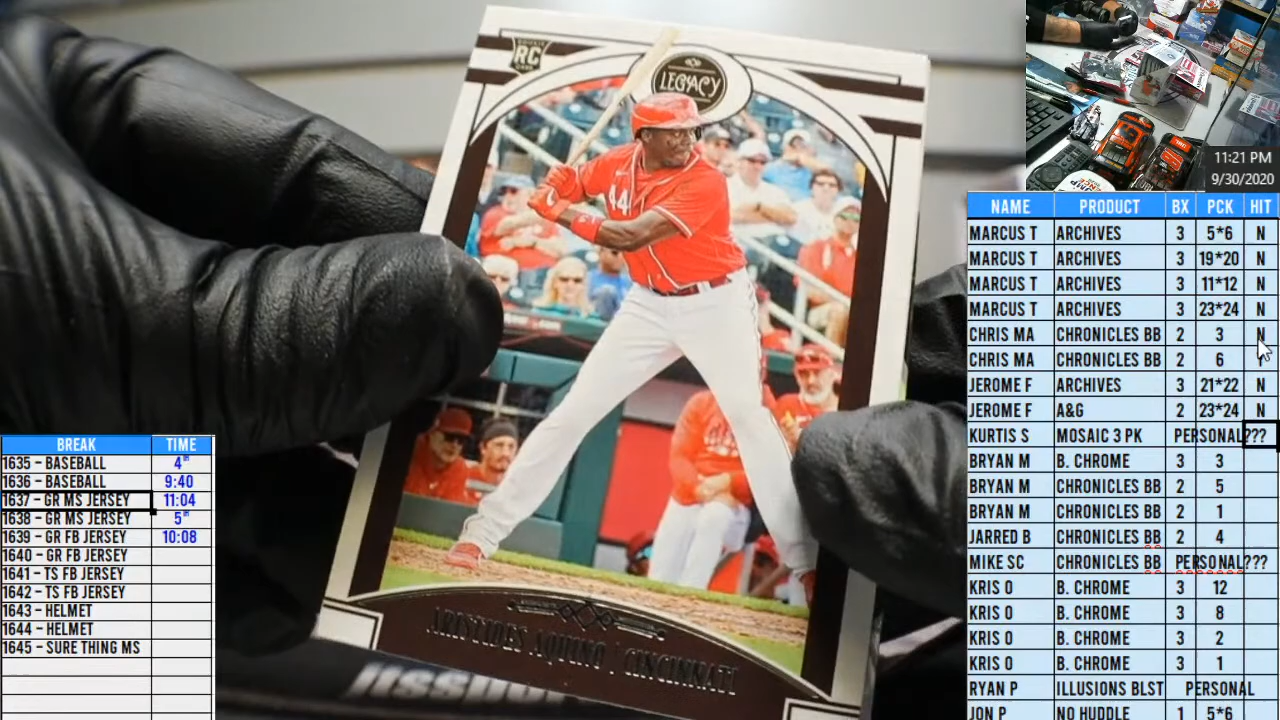 RC
LEGACY
44
ARISTIDES AQUINO | CINCINNATI
11:21 PM
9/30/2020
NAME PRODUCT BX PCK HIT
MARCUS T ARCHIVES 3 5*6 N
MARCUS T ARCHIVES 3 19*20 N
MARCUS T ARCHIVES 3 11*12 N
MARCUS T ARCHIVES 3 23*24 N
CHRIS MA CHRONICLES BB 2 3 N
CHRIS MA CHRONICLES BB 2 6
JEROME F ARCHIVES 3 21*22 N
JEROME F A&G 2 23*24 N
KURTIS S MOSAIC 3 PK PERSONAL???
BRYAN M B. CHROME 3 3
BRYAN M CHRONICLES BB 2 5
BRYAN M CHRONICLES BB 2 1
JARRED B CHRONICLES BB 2 4
MIKE SC CHRONICLES BB PERSONAL???
KRIS O B. CHROME 3 12
KRIS O B. CHROME 3 8
KRIS O B. CHROME 3 2
KRIS O B. CHROME 3 1
RYAN P ILLUSIONS BLST PERSONAL
JON P NO HUDDLE 1 5*6
BREAK TIME
1635 – BASEBALL 4th
1636 – BASEBALL 9:40
1637 – GR MS JERSEY 11:04
1638 – GR MS JERSEY 5th
1639 – GR FB JERSEY 10:08
1640 – GR FB JERSEY
1641 – TS FB JERSEY
1642 – TS FB JERSEY
1643 – HELMET
1644 – HELMET
1645 – SURE THING MS